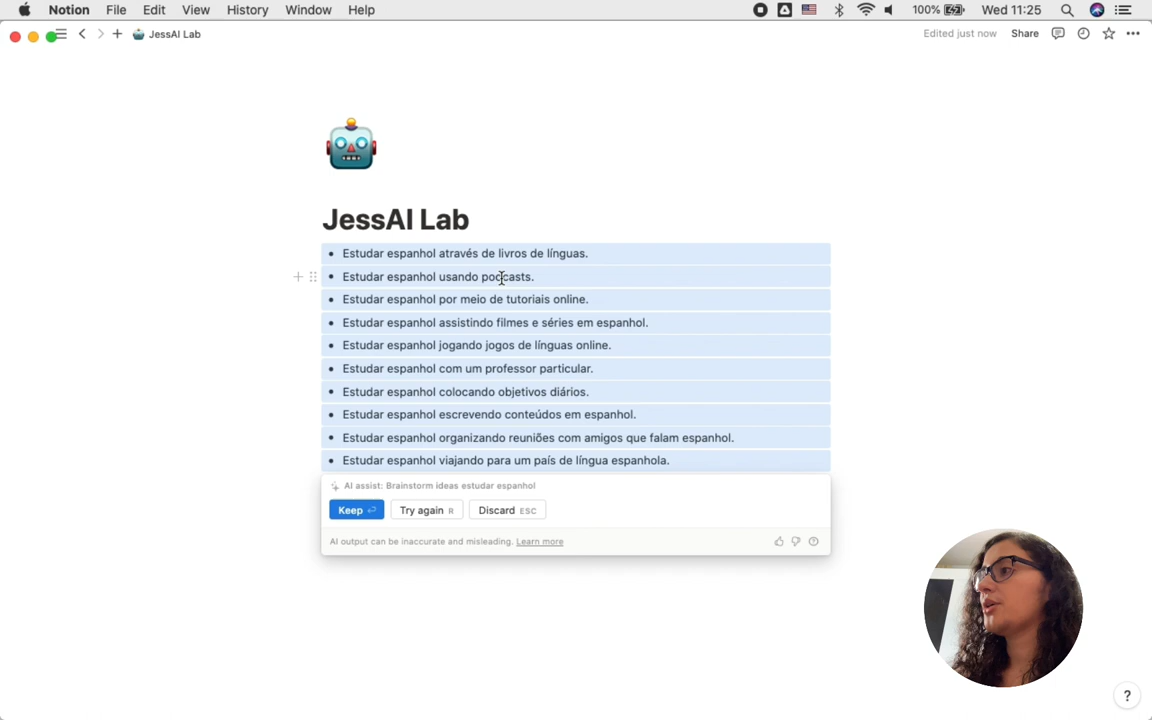 Notion File Edit View History Window Help 100% Wed 11:25
JessAI Lab Edited just now Share
JessAI Lab
• Estudar espanhol através de livros de línguas.
• Estudar espanhol usando podcasts.
• Estudar espanhol por meio de tutoriais online.
• Estudar espanhol assistindo filmes e séries em espanhol.
• Estudar espanhol jogando jogos de línguas online.
• Estudar espanhol com um professor particular.
• Estudar espanhol colocando objetivos diários.
• Estudar espanhol escrevendo conteúdos em espanhol.
• Estudar espanhol organizando reuniões com amigos que falam espanhol.
• Estudar espanhol viajando para um país de língua espanhola.
AI assist: Brainstorm ideas estudar espanhol
Keep Try again R Discard ESC
AI output can be inaccurate and misleading. Learn more
?